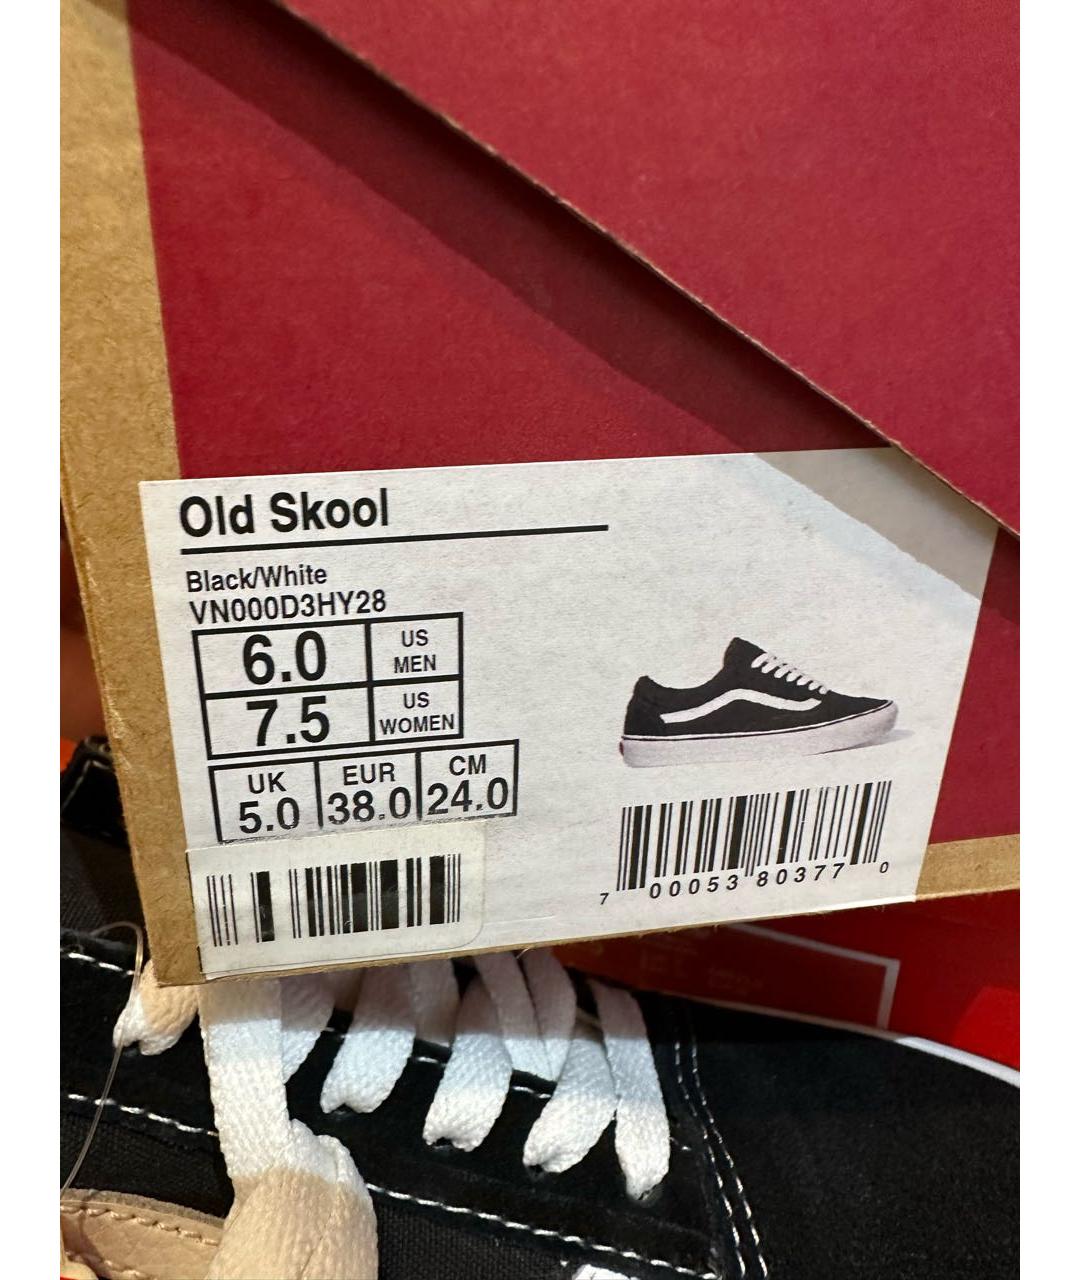 Old Skool
Black/White
VN000D3HY28
6.0 US MEN
7.5 US WOMEN
UK EUR CM
5.0 38.0 24.0
7 00053 80377 0